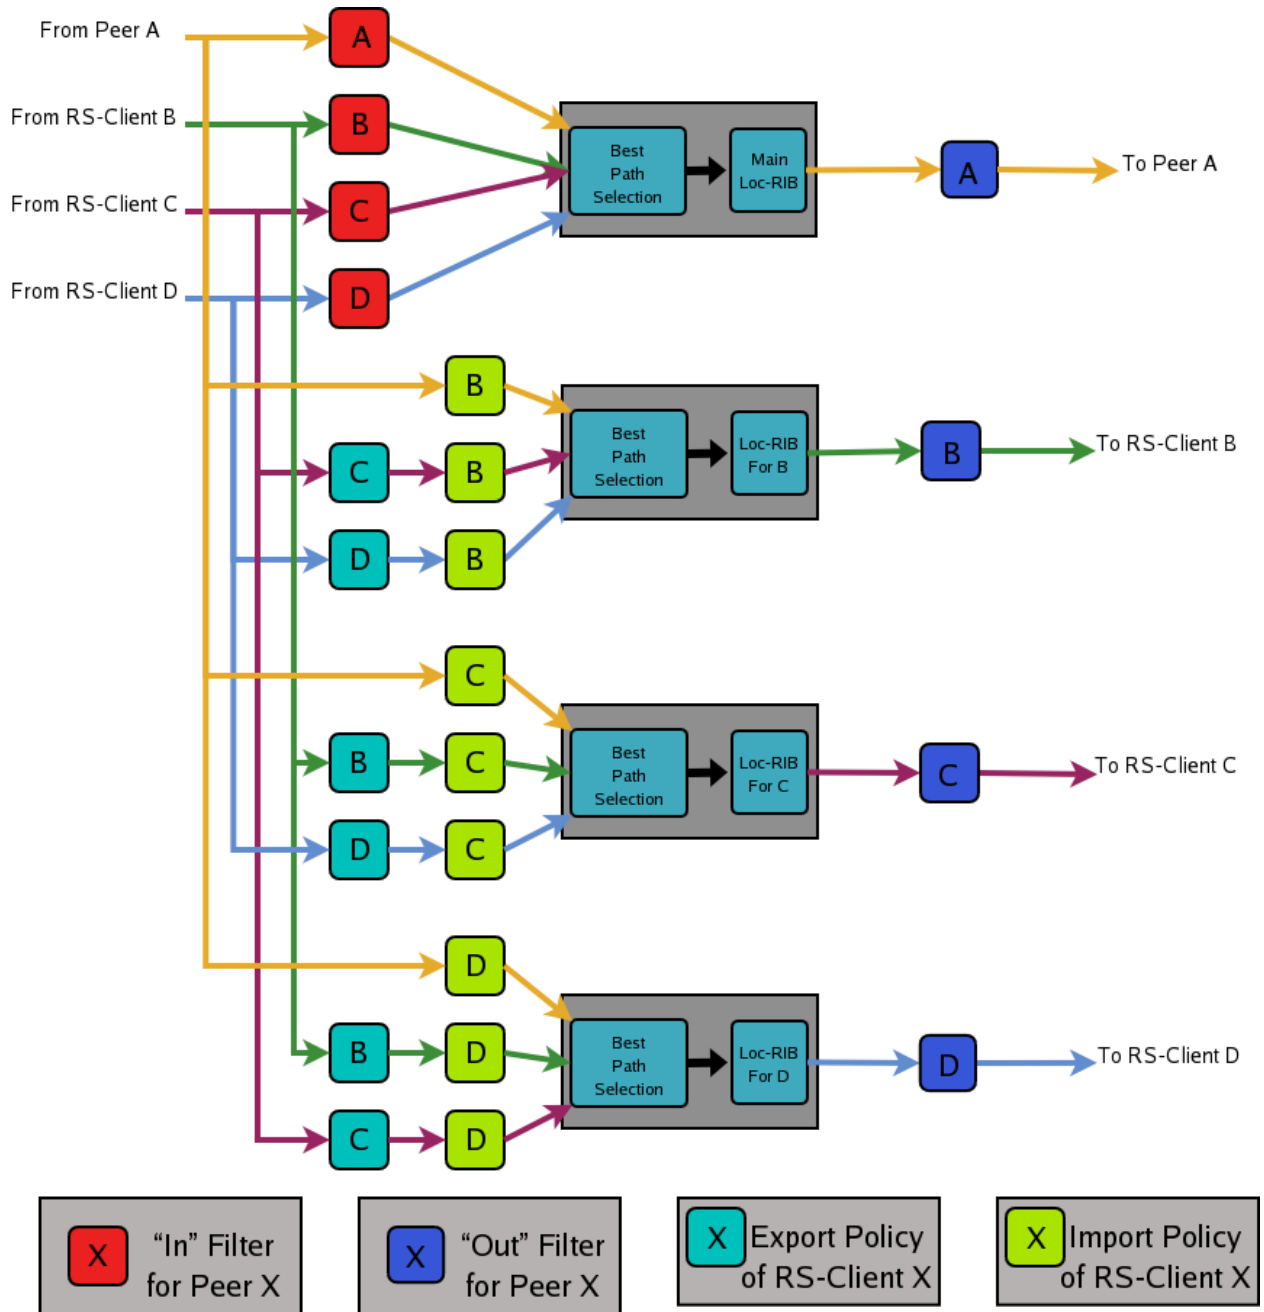 From Peer A
A
From RS-Client B
B
From RS-Client C
C
From RS-Client D
D
Best
Path
Selection
Main
Loc-RIB
A
To Peer A
B
C
B
D
B
Best
Path
Selection
Loc-RIB
For B
B
To RS-Client B
C
B
C
D
C
Best
Path
Selection
Loc-RIB
For C
C
To RS-Client C
D
B
D
C
D
Best
Path
Selection
Loc-RIB
For D
D
To RS-Client D
X
“In” Filter
for Peer X
X
“Out” Filter
for Peer X
X
Export Policy
of RS-Client X
X
Import Policy
of RS-Client X